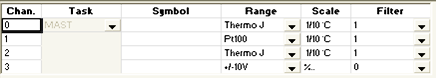 Chan. Task Symbol Range Scale Filter
0 MAST Thermo J 1/10°C 1
1 Pt100 1/10°C 1
2 Thermo J 1/10°C 1
3 +/-10V %.. 0